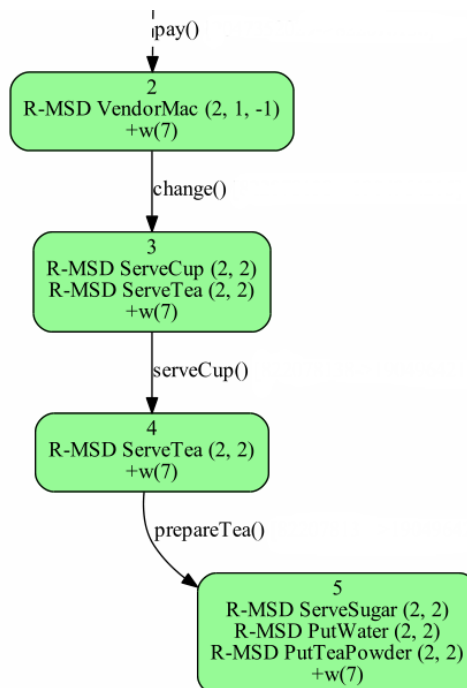 pay()
2
R-MSD VendorMac (2, 1, -1)
+w(7)
change()
3
R-MSD ServeCup (2, 2)
R-MSD ServeTea (2, 2)
+w(7)
serveCup()
4
R-MSD ServeTea (2, 2)
+w(7)
prepareTea()
5
R-MSD ServeSugar (2, 2)
R-MSD PutWater (2, 2)
R-MSD PutTeaPowder (2, 2)
+w(7)